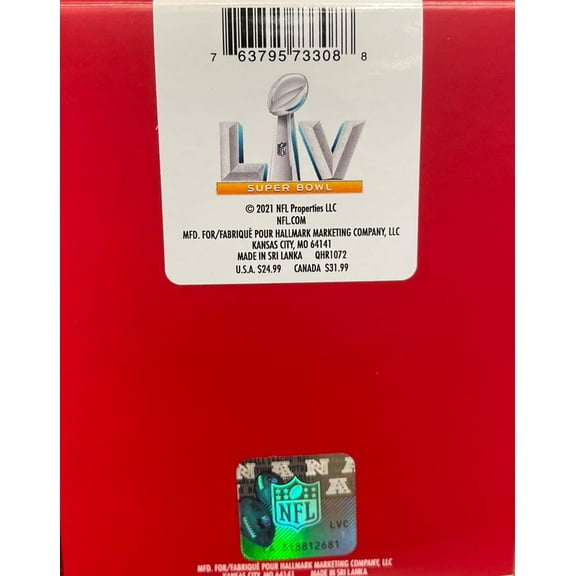 7 63795 73308 8
LIV
SUPER BOWL
© 2021 NFL Properties LLC
NFL.COM
MFD. FOR/FABRIQUÉ POUR HALLMARK MARKETING COMPANY, LLC
KANSAS CITY, MO 64141
MADE IN SRI LANKA QHR1072
U.S.A. $24.99 CANADA $31.99
NFL
LVC
518812681
MFD. FOR/FABRIQUÉ POUR HALLMARK MARKETING COMPANY, LLC
KANSAS CITY, MO 64141 MADE IN SRI LANKA